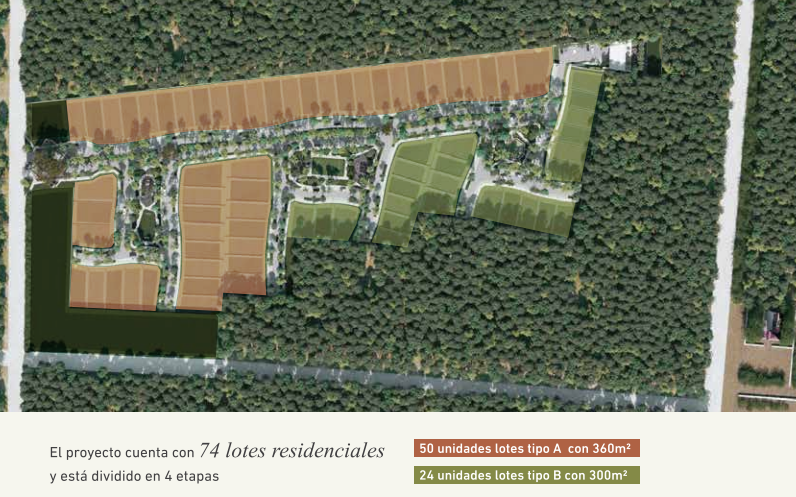 El proyecto cuenta con 74 lotes residenciales
y está dividido en 4 etapas
50 unidades lotes tipo A con 360m²
24 unidades lotes tipo B con 300m²